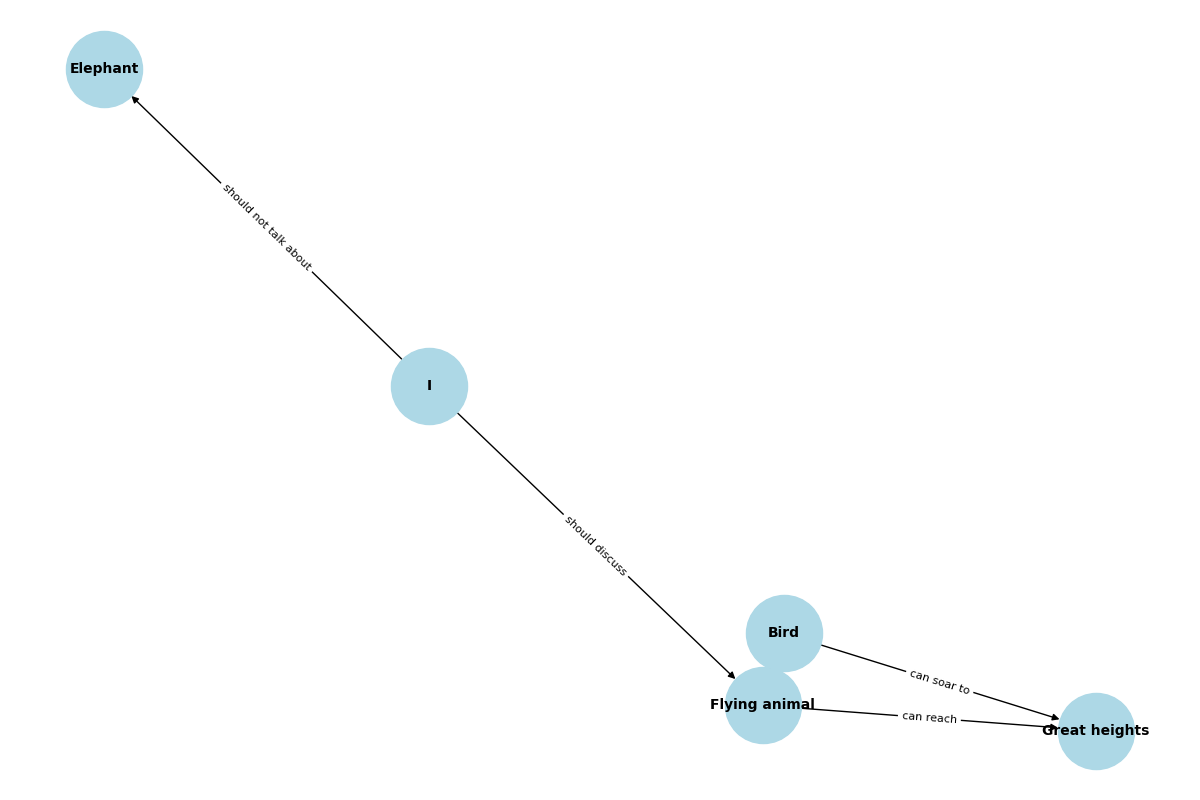 Elephant
should not talk about
I
should discuss
Bird
can soar to
Flying animal
can reach
Great heights